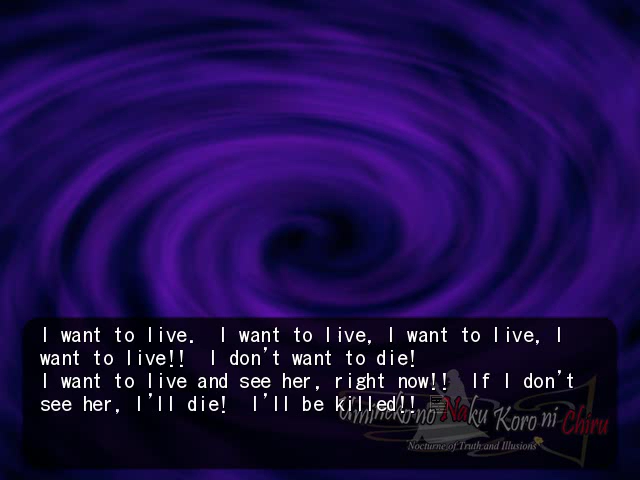 I want to live.  I want to live, I want to live, I
want to live!!  I don't want to die!
I want to live and see her, right now!!  If I don't
see her, I'll die!  I'll be killed!!
Umineko no Naku Koro ni Chiru
Nocturne of Truth and Illusions